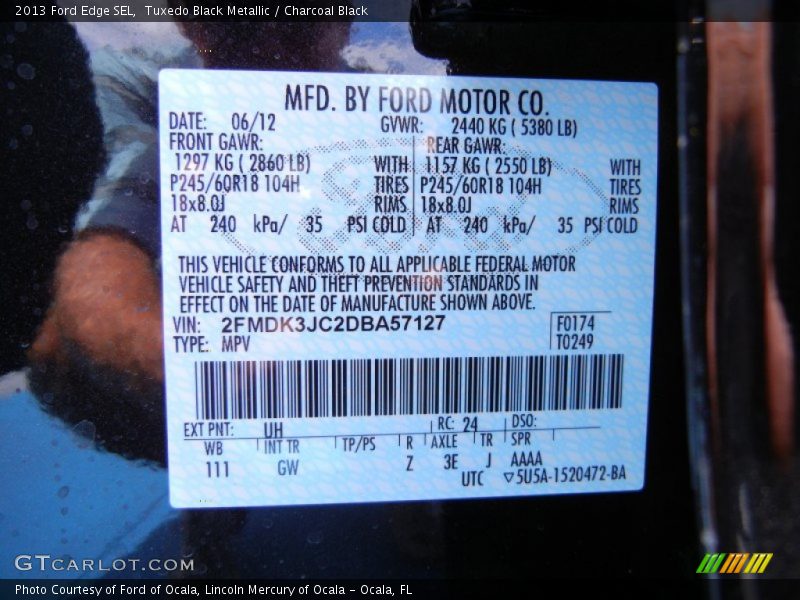 2013 Ford Edge SEL, Tuxedo Black Metallic / Charcoal Black
MFD. BY FORD MOTOR CO.
DATE: 06/12 GVWR: 2440 KG ( 5380 LB)
FRONT GAWR: REAR GAWR:
1297 KG ( 2860 LB) WITH 1157 KG ( 2550 LB) WITH
P245/60R18 104H TIRES P245/60R18 104H TIRES
18x8.0J RIMS 18x8.0J RIMS
AT 240 kPa/ 35 PSI COLD AT 240 kPa/ 35 PSI COLD
THIS VEHICLE CONFORMS TO ALL APPLICABLE FEDERAL MOTOR
VEHICLE SAFETY AND THEFT PREVENTION STANDARDS IN
EFFECT ON THE DATE OF MANUFACTURE SHOWN ABOVE.
VIN: 2FMDK3JC2DBA57127 F0174
TYPE: MPV T0249
EXT PNT: UH RC: 24 DSO:
WB INT TR TP/PS R AXLE TR SPR
111 GW Z 3E J AAAA
UTC ▽5U5A-1520472-BA
GTCARLOT.COM
Photo Courtesy of Ford of Ocala, Lincoln Mercury of Ocala - Ocala, FL